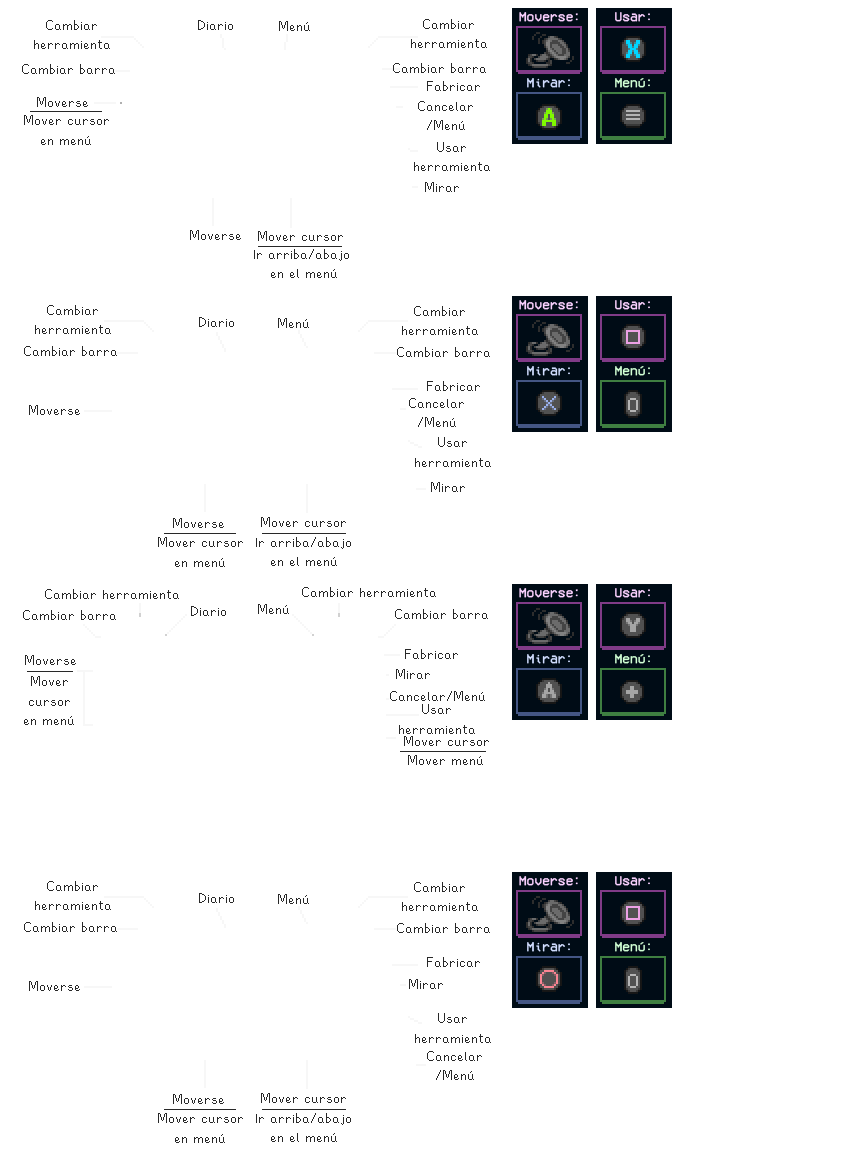 Cambiar
herramienta
Diario
Menú
Cambiar
herramienta
Cambiar barra
Cambiar barra
Moverse
Mover cursor
en menú
Fabricar
Cancelar
/Menú
Usar
herramienta
Mirar
Moverse
Mover cursor
Ir arriba/abajo
en el menú
Moverse:
Usar:
X
Mirar:
Menú:
A
Cambiar
herramienta
Diario
Menú
Cambiar
herramienta
Cambiar barra
Cambiar barra
Moverse
Fabricar
Cancelar
/Menú
Usar
herramienta
Mirar
Moverse
Mover cursor
en menú
Mover cursor
Ir arriba/abajo
en el menú
Moverse:
Usar:
Mirar:
Menú:
Cambiar herramienta
Cambiar herramienta
Cambiar barra
Diario
Menú
Cambiar barra
Moverse
Mover
cursor
en menú
Fabricar
Mirar
Cancelar/Menú
Usar
herramienta
Mover cursor
Mover menú
Moverse:
Usar:
Y
Mirar:
Menú:
A
+
Cambiar
herramienta
Diario
Menú
Cambiar
herramienta
Cambiar barra
Cambiar barra
Moverse
Fabricar
Mirar
Usar
herramienta
Cancelar
/Menú
Moverse
Mover cursor
en menú
Mover cursor
Ir arriba/abajo
en el menú
Moverse:
Usar:
Mirar:
Menú: